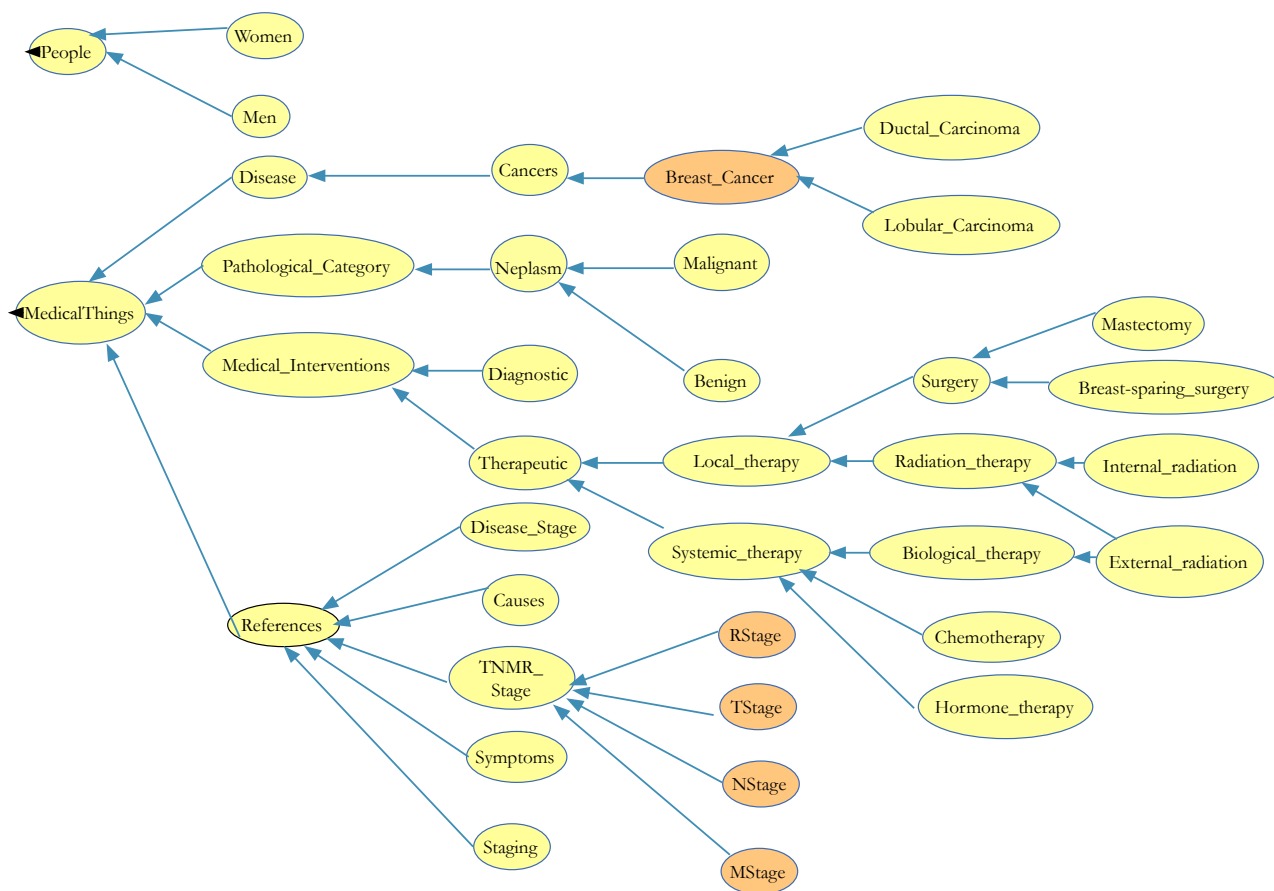 Women
People
Men
Ductal_Carcinoma
Cancers
Disease
Breast_Cancer
Lobular_Carcinoma
Pathological_Category
Neplasm
Malignant
MedicalThings
Mastectomy
Medical_Interventions
Diagnostic
Benign
Surgery
Breast-sparing_surgery
Therapeutic
Local_therapy
Radiation_therapy
Internal_radiation
Disease_Stage
Systemic_therapy
Biological_therapy
External_radiation
Causes
References
RStage
Chemotherapy
TNMR_
Stage
TStage
Hormone_therapy
Symptoms
NStage
Staging
MStage